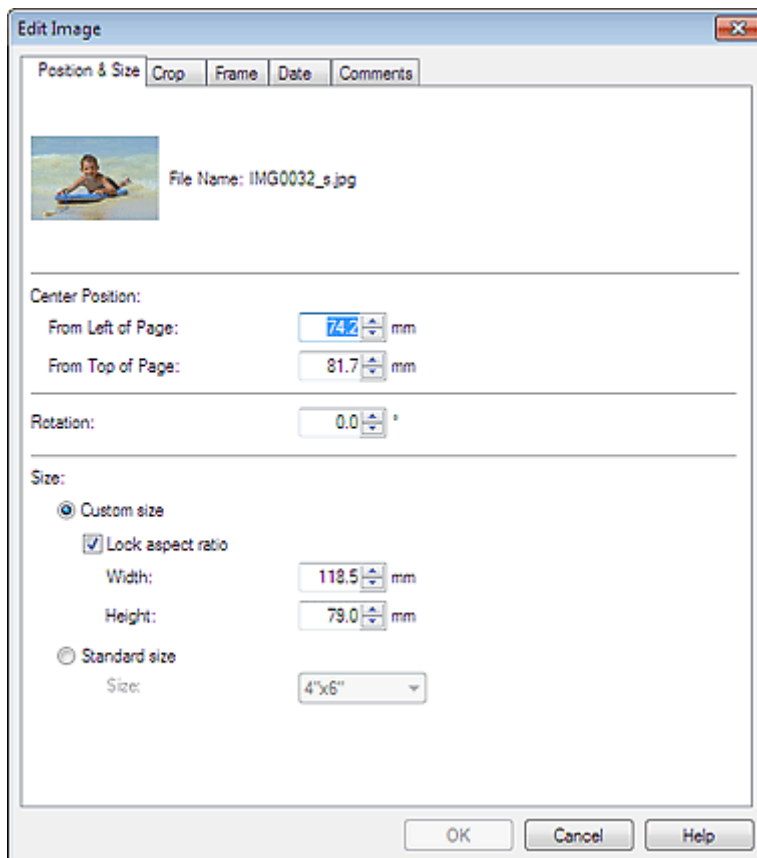 Edit Image
Position & Size Crop Frame Date Comments
File Name: IMG0032_s.jpg
Center Position:
From Left of Page: 74.2 mm
From Top of Page: 81.7 mm
Rotation: 0.0 °
Size:
Custom size
Lock aspect ratio
Width: 118.5 mm
Height: 79.0 mm
Standard size
Size: 4"x6"
OK Cancel Help